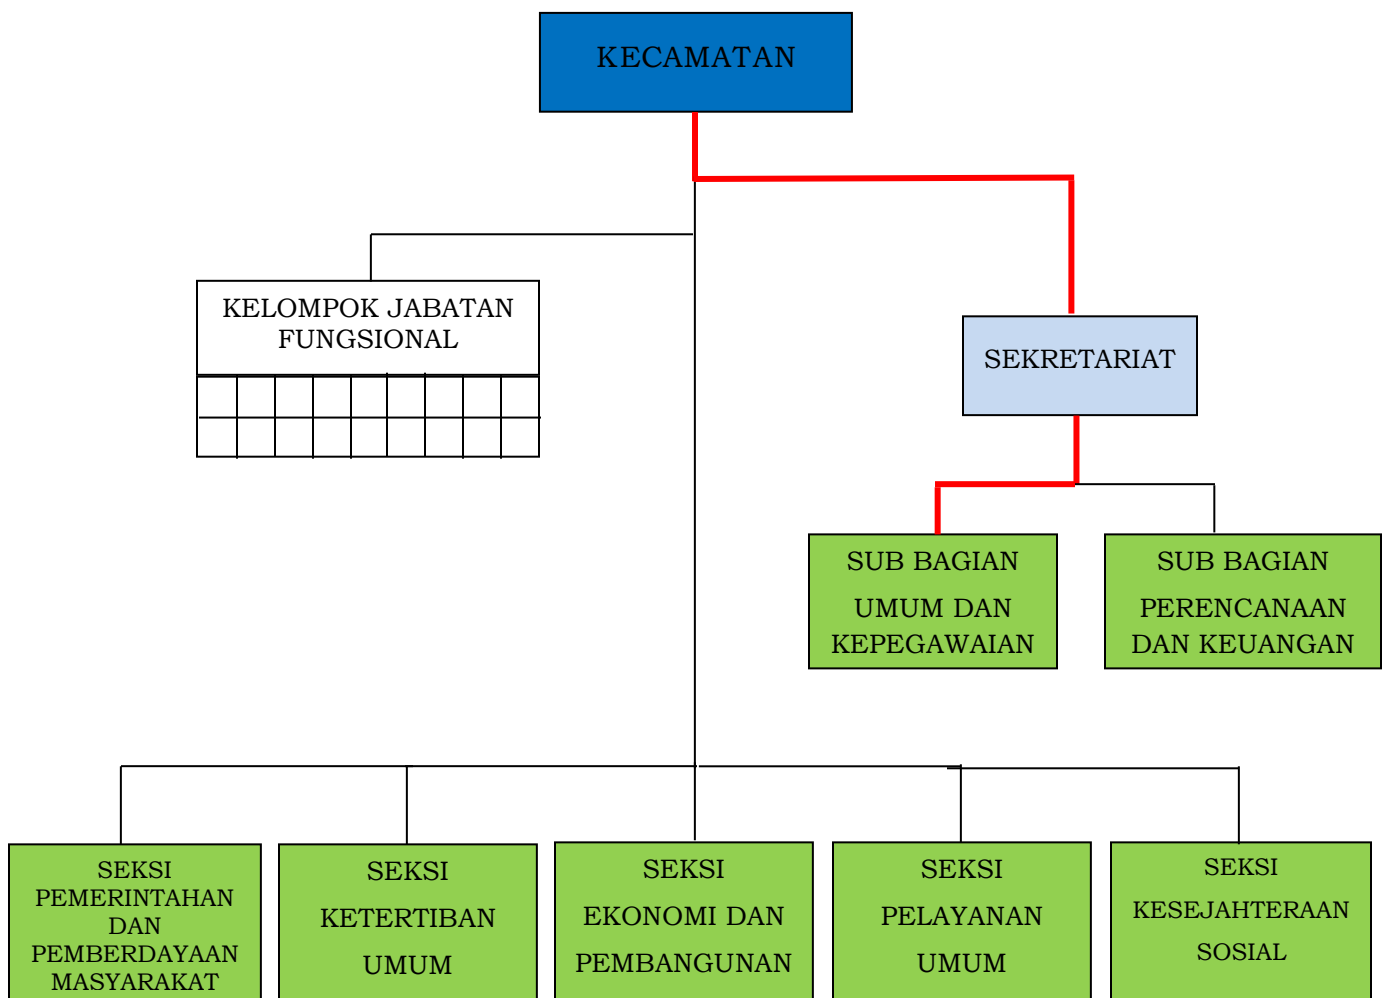 KECAMATAN
KELOMPOK JABATAN
FUNGSIONAL
SEKRETARIAT
SUB BAGIAN
UMUM DAN
KEPEGAWAIAN
SUB BAGIAN
PERENCANAAN
DAN KEUANGAN
SEKSI
PEMERINTAHAN
DAN
PEMBERDAYAAN
MASYARAKAT
SEKSI
KETERTIBAN
UMUM
SEKSI
EKONOMI DAN
PEMBANGUNAN
SEKSI
PELAYANAN
UMUM
SEKSI
KESEJAHTERAAN
SOSIAL